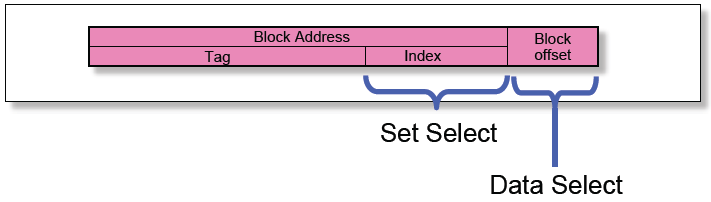 Block Address
Block
offset
Tag
Index
Set Select
Data Select